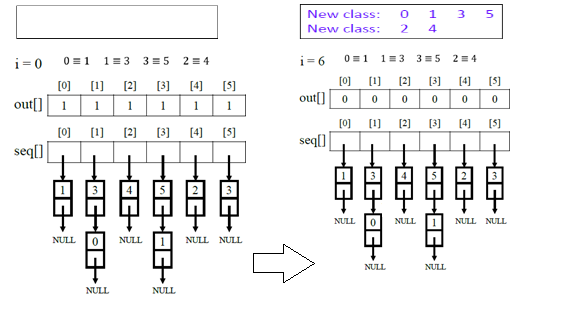 New class: 0 1 3 5
New class: 2 4
i = 0 0 ≡ 1 1 ≡ 3 3 ≡ 5 2 ≡ 4
[0] [1] [2] [3] [4] [5]
out[] 1 1 1 1 1 1
[0] [1] [2] [3] [4] [5]
seq[]
1 3 4 5 2 3
NULL NULL NULL NULL
0 1
NULL NULL
i = 6 0 ≡ 1 1 ≡ 3 3 ≡ 5 2 ≡ 4
[0] [1] [2] [3] [4] [5]
out[] 0 0 0 0 0 0
[0] [1] [2] [3] [4] [5]
seq[]
1 3 4 5 2 3
NULL NULL NULL NULL
0 1
NULL NULL